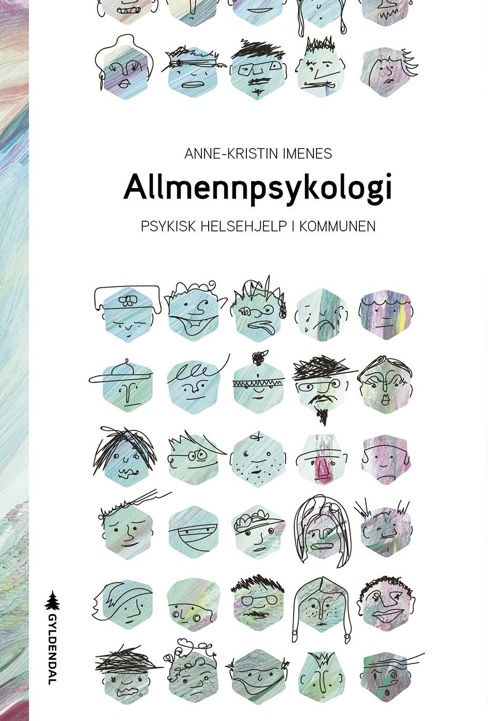 ANNE-KRISTIN IMENES
Allmennpsykologi
PSYKISK HELSEHJELP I KOMMUNEN
GYLDENDAL